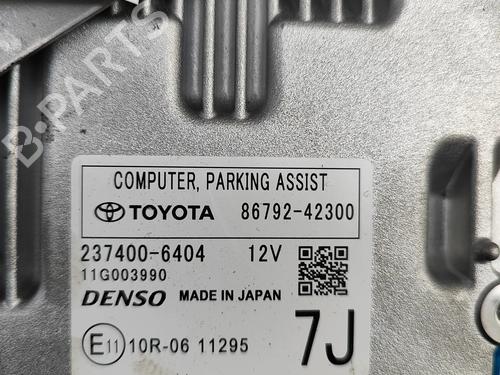 B-PARTS
COMPUTER, PARKING ASSIST
TOYOTA 86792-42300
237400-6404 12V
11G003990
DENSO MADE IN JAPAN
E11 10R-06 11295 7J